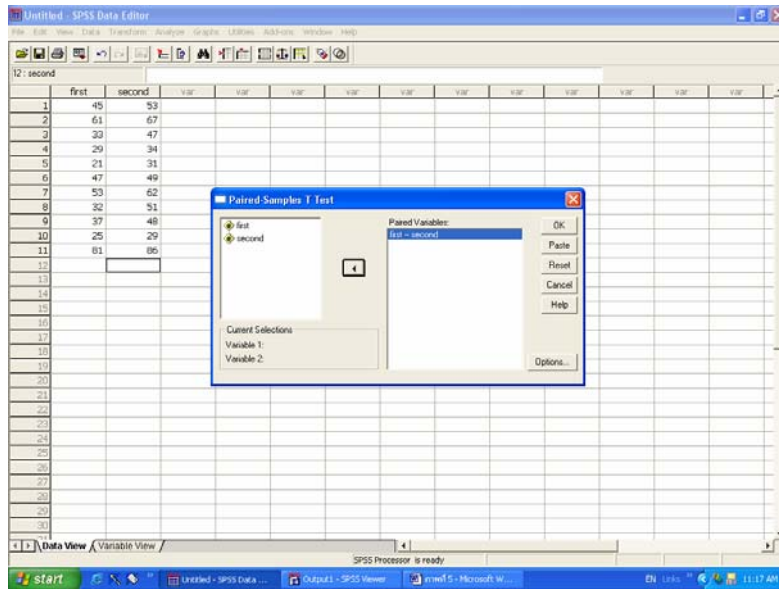 Untitled - SPSS Data Editor
File Edit View Data Transform Analyze Graphs Utilities Add-ons Window Help
12 : second
first second var var var var var var var var var var
1 45 53
2 61 67
3 33 47
4 29 34
5 21 31
6 47 49
7 53 62
8 32 51
9 37 48
10 25 29
11 81 86
12
13
14
15
16
17
18
19
20
21
22
23
24
25
26
27
28
29
30
Paired-Samples T Test
first
second
Paired Variables:
first -- second
OK
Paste
Reset
Cancel
Help
Options...
Current Selections
Variable 1:
Variable 2:
Data View Variable View
SPSS Processor is ready
start
Untitled - SPSS Data ...
Output1 - SPSS Viewer
5 - Microsoft W...
EN Links
11:17 AM